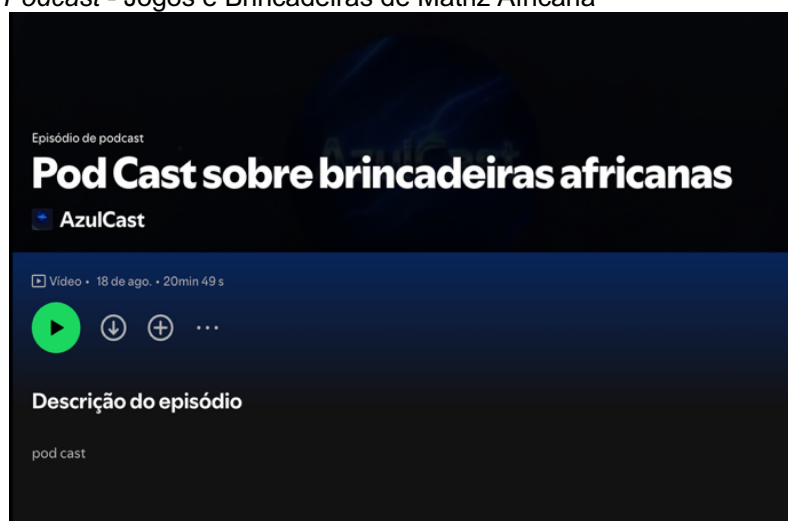 Podcast - Jogos e Brincadeiras de Matriz Africana
AzulCast
Episódio de podcast
Pod Cast sobre brincadeiras africanas
AzulCast
Vídeo • 18 de ago. • 20min 49 s
Descrição do episódio
pod cast